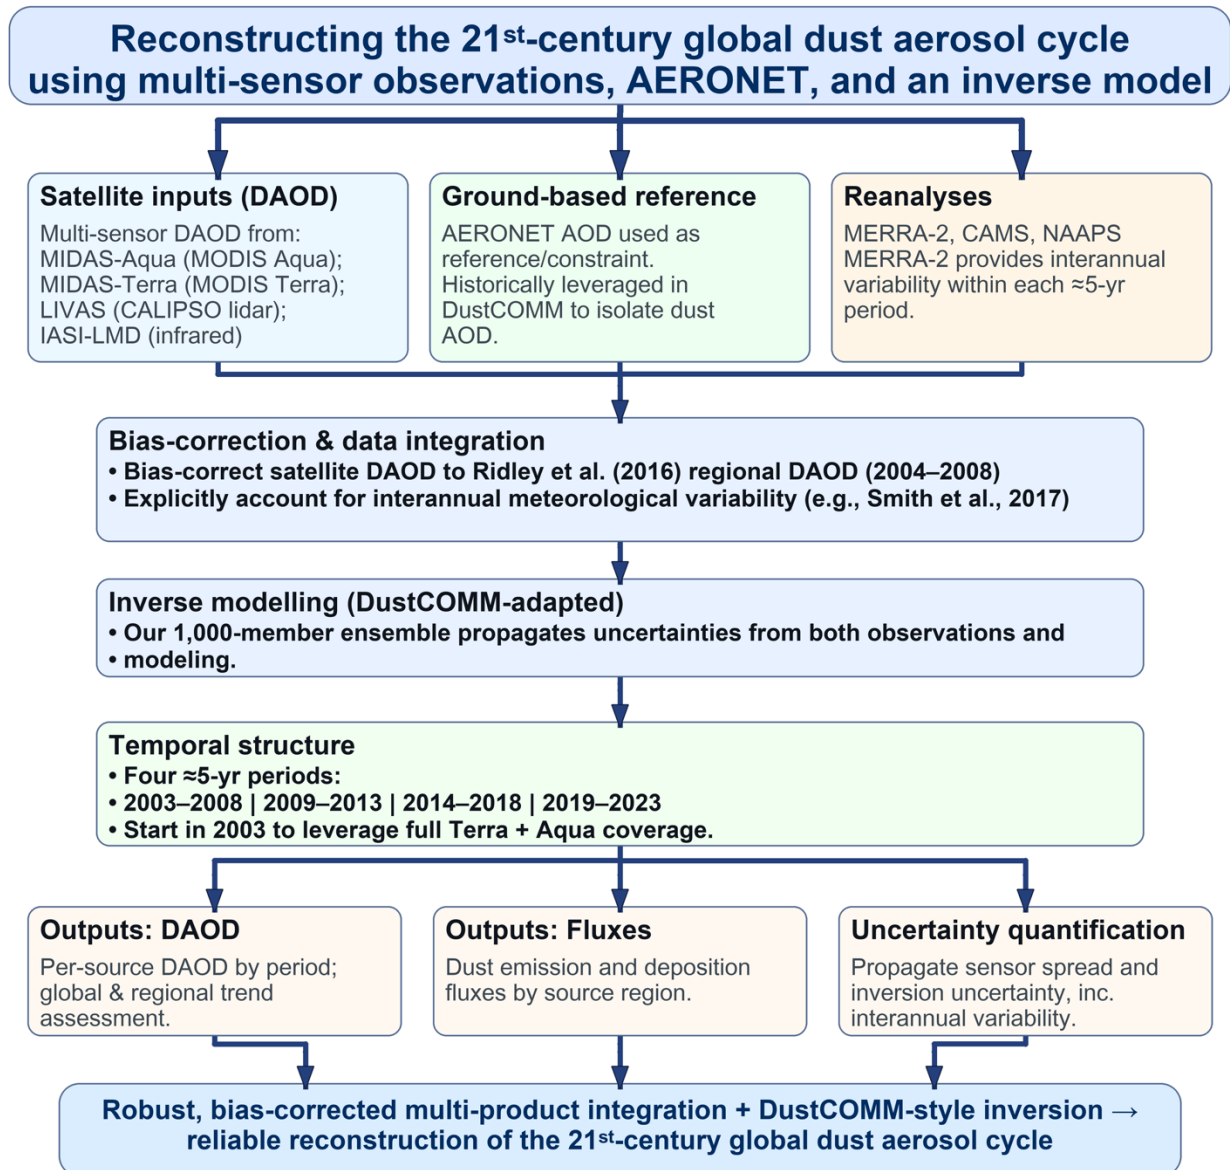 Reconstructing the 21st-century global dust aerosol cycle
using multi-sensor observations, AERONET, and an inverse model
Satellite inputs (DAOD)
Multi-sensor DAOD from:
MIDAS-Aqua (MODIS Aqua);
MIDAS-Terra (MODIS Terra);
LIVAS (CALIPSO lidar);
IASI-LMD (infrared)
Ground-based reference
AERONET AOD used as
reference/constraint.
Historically leveraged in
DustCOMM to isolate dust
AOD.
Reanalyses
MERRA-2, CAMS, NAAPS
MERRA-2 provides interannual
variability within each ≈5-yr
period.
Bias-correction & data integration
• Bias-correct satellite DAOD to Ridley et al. (2016) regional DAOD (2004–2008)
• Explicitly account for interannual meteorological variability (e.g., Smith et al., 2017)
Inverse modelling (DustCOMM-adapted)
• Our 1,000-member ensemble propagates uncertainties from both observations and
• modeling.
Temporal structure
• Four ≈5-yr periods:
• 2003–2008 | 2009–2013 | 2014–2018 | 2019–2023
• Start in 2003 to leverage full Terra + Aqua coverage.
Outputs: DAOD
Per-source DAOD by period;
global & regional trend
assessment.
Outputs: Fluxes
Dust emission and deposition
fluxes by source region.
Uncertainty quantification
Propagate sensor spread and
inversion uncertainty, inc.
interannual variability.
Robust, bias-corrected multi-product integration + DustCOMM-style inversion →
reliable reconstruction of the 21st-century global dust aerosol cycle